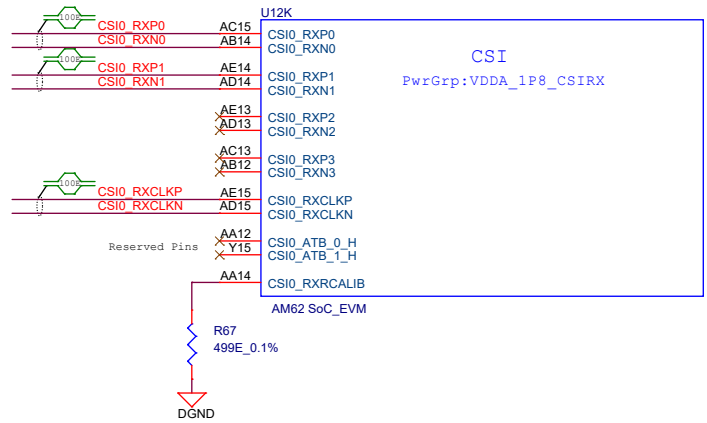 U12K
100E
CSI0_RXP0 AC15 CSI0_RXP0
CSI0_RXN0 AB14 CSI0_RXN0
CSI
100E
CSI0_RXP1 AE14 CSI0_RXP1
PwrGrp:VDDA_1P8_CSIRX
CSI0_RXN1 AD14 CSI0_RXN1
AE13 CSI0_RXP2
AD13 CSI0_RXN2
AC13 CSI0_RXP3
AB12 CSI0_RXN3
100E
CSI0_RXCLKP AE15 CSI0_RXCLKP
CSI0_RXCLKN AD15 CSI0_RXCLKN
AA12 CSI0_ATB_0_H
Reserved Pins Y15 CSI0_ATB_1_H
AA14 CSI0_RXRCALIB
AM62 SoC_EVM
R67
499E_0.1%
DGND